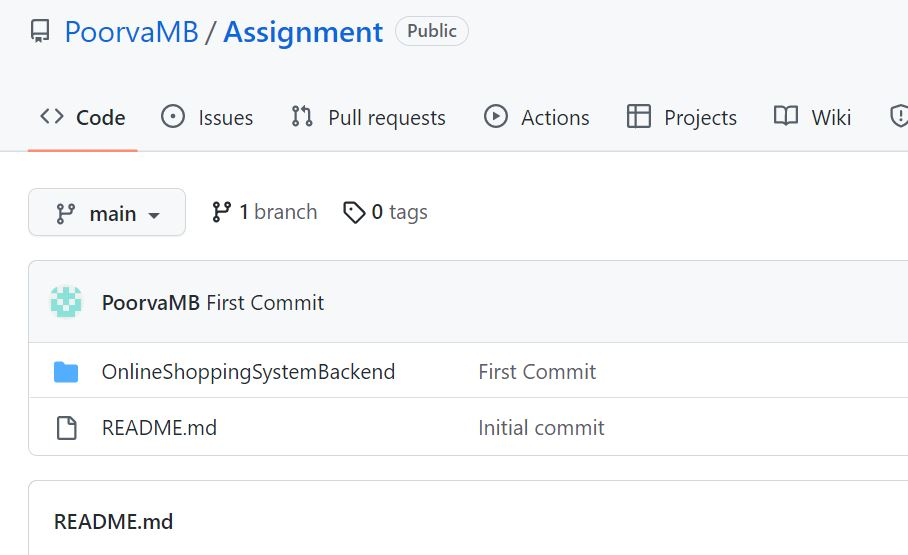 PoorvaMB / Assignment Public
Code Issues Pull requests Actions Projects Wiki
main 1 branch 0 tags
PoorvaMB First Commit
OnlineShoppingSystemBackend First Commit
README.md Initial commit
README.md